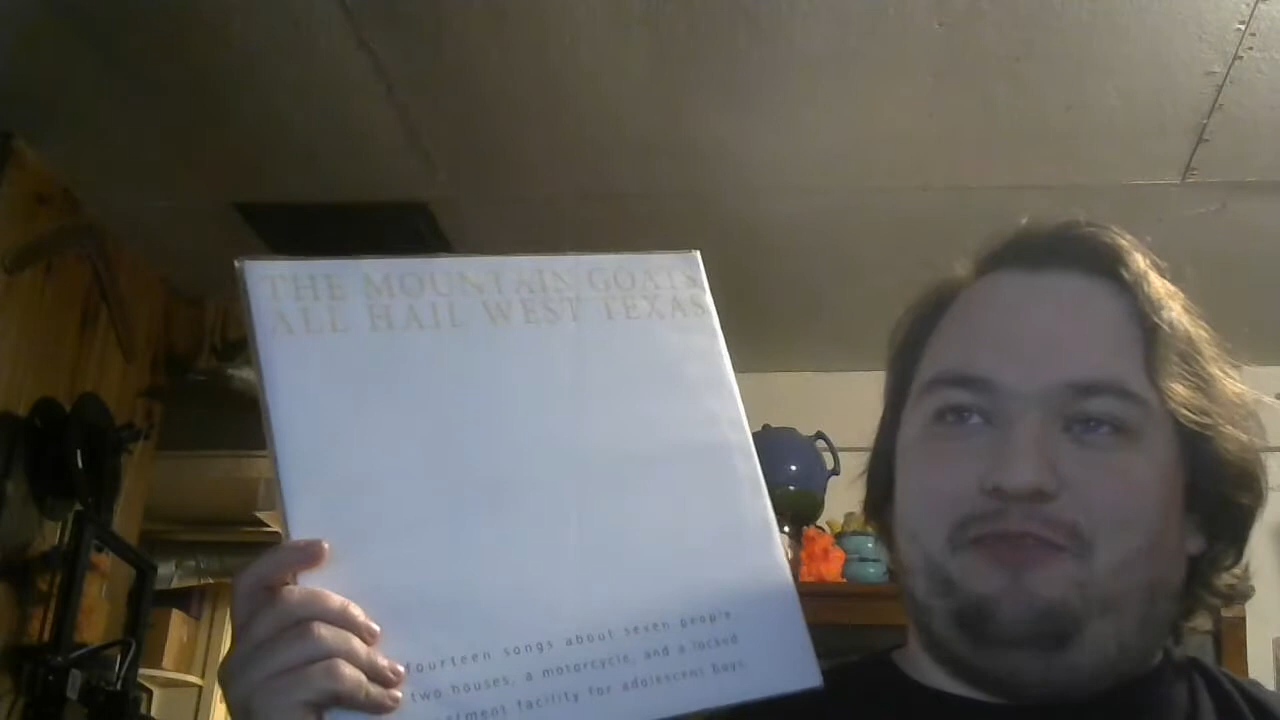 THE MOUNTAIN GOATS
ALL HAIL WEST TEXAS
fourteen songs about seven people
two houses, a motorcycle, and a locked
tment facility for adolescent boys